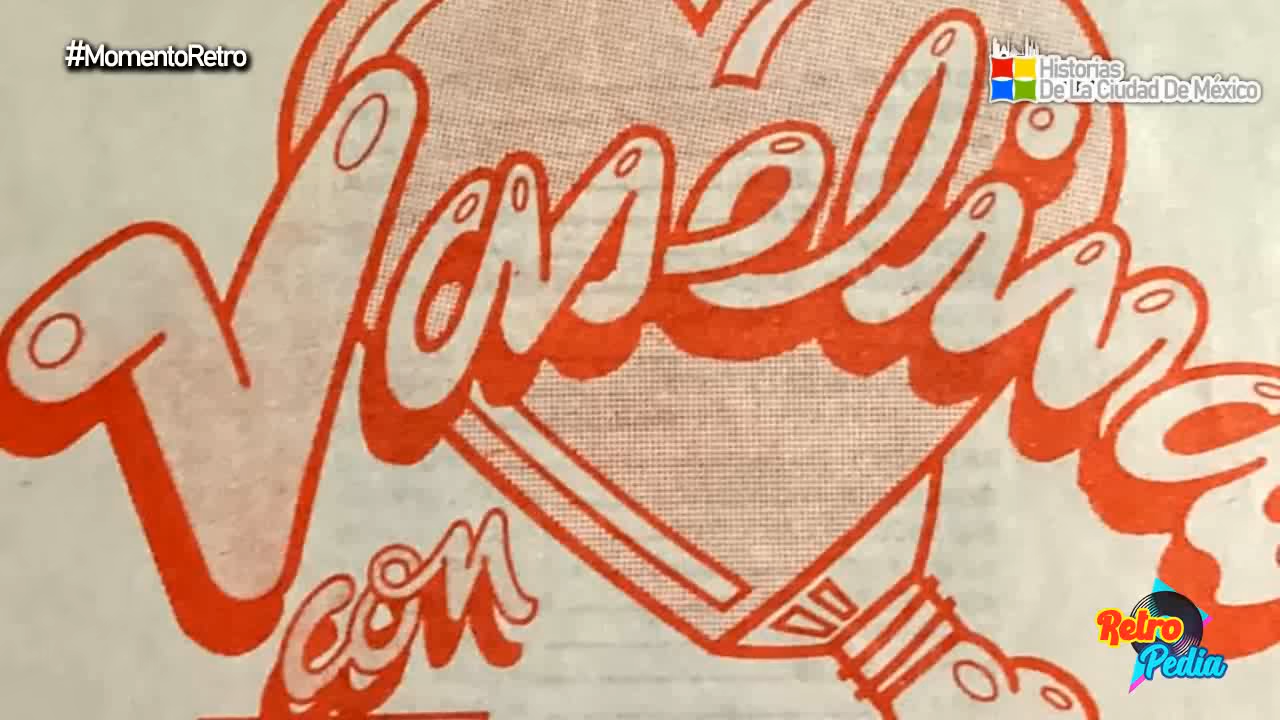 #MomentoRetro
Historias
De La Ciudad De México
Vaselina
con
Retro
Pedia